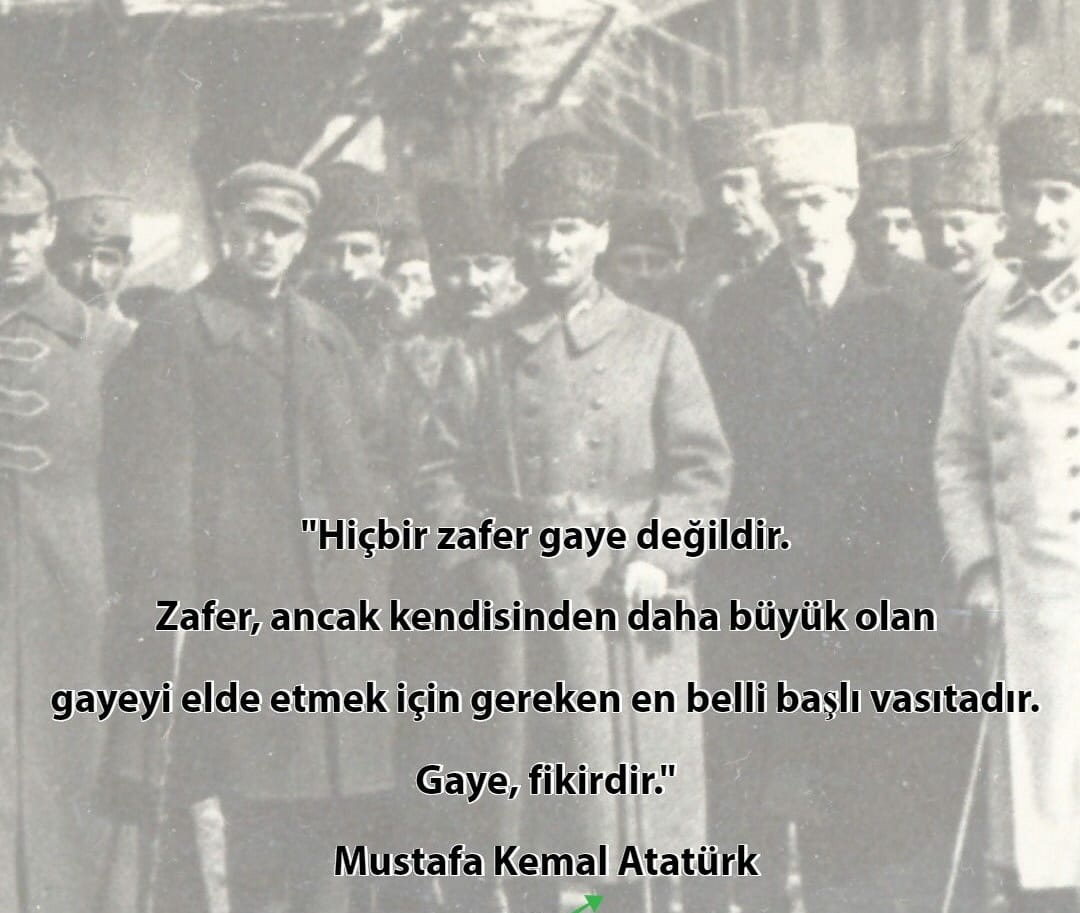 "Hiçbir zafer gaye değildir.
Zafer, ancak kendisinden daha büyük olan
gayeyi elde etmek için gereken en belli başlı vasıtadır.
Gaye, fikirdir."
Mustafa Kemal Atatürk